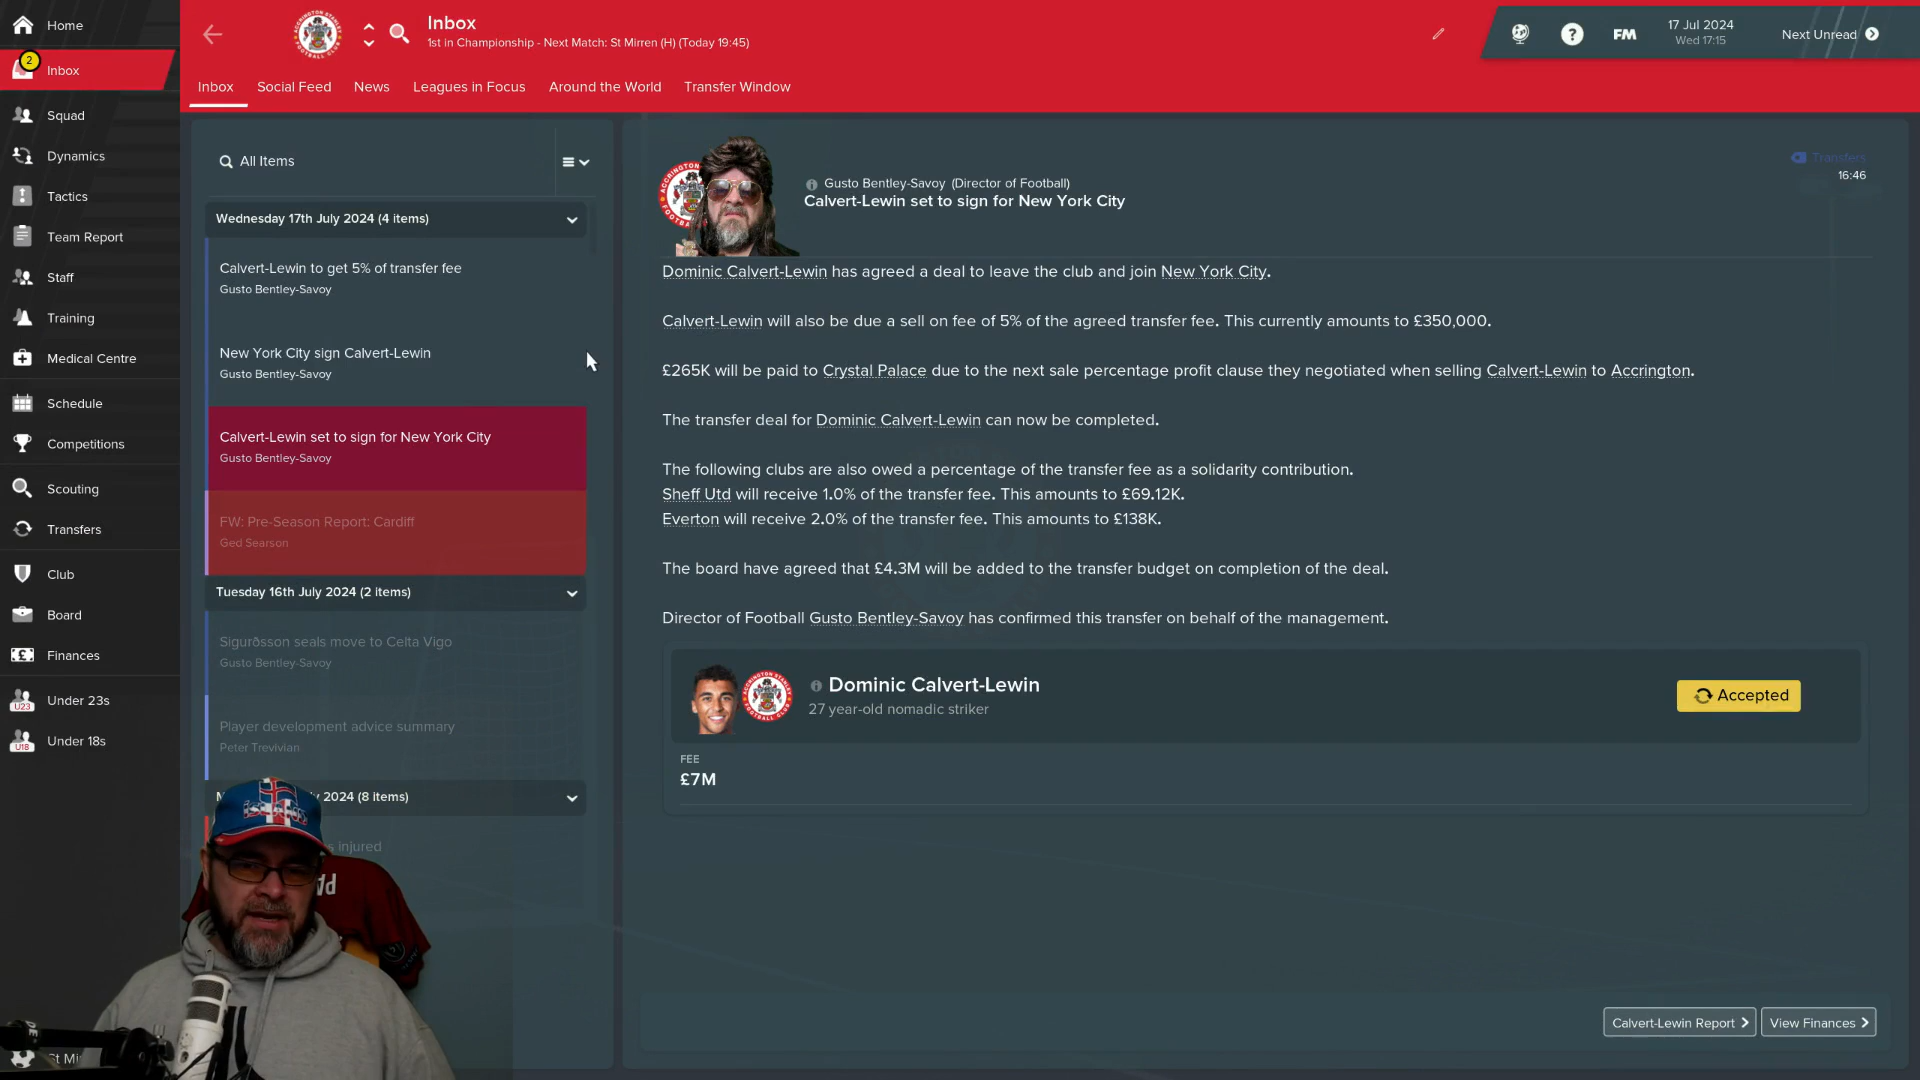 Home
2
Inbox
Squad
Dynamics
Tactics
Team Report
Staff
Training
Medical Centre
Schedule
Competitions
Scouting
Transfers
Club
Board
Finances
U23
Under 23s
U18
Under 18s
Inbox
1st in Championship - Next Match: St Mirren (H) (Today 19:45)
?
FM
17 Jul 2024
Wed 17:15
Next Unread
Inbox
Social Feed
News
Leagues in Focus
Around the World
Transfer Window
All Items
Wednesday 17th July 2024 (4 items)
Calvert-Lewin to get 5% of transfer fee
Gusto Bentley-Savoy
New York City sign Calvert-Lewin
Gusto Bentley-Savoy
Calvert-Lewin set to sign for New York City
Gusto Bentley-Savoy
FW: Pre-Season Report: Cardiff
Ged Searson
Tuesday 16th July 2024 (2 items)
Sigurðsson seals move to Celta Vigo
Gusto Bentley-Savoy
Player development advice summary
Peter Trevivian
2024 (8 items)
injured
St Mi
Gusto Bentley-Savoy (Director of Football)
Calvert-Lewin set to sign for New York City
Transfers
16:46
Dominic Calvert-Lewin has agreed a deal to leave the club and join New York City.
Calvert-Lewin will also be due a sell on fee of 5% of the agreed transfer fee. This currently amounts to £350,000.
£265K will be paid to Crystal Palace due to the next sale percentage profit clause they negotiated when selling Calvert-Lewin to Accrington.
The transfer deal for Dominic Calvert-Lewin can now be completed.
The following clubs are also owed a percentage of the transfer fee as a solidarity contribution.
Sheff Utd will receive 1.0% of the transfer fee. This amounts to £69.12K.
Everton will receive 2.0% of the transfer fee. This amounts to £138K.
The board have agreed that £4.3M will be added to the transfer budget on completion of the deal.
Director of Football Gusto Bentley-Savoy has confirmed this transfer on behalf of the management.
Dominic Calvert-Lewin
27 year-old nomadic striker
Accepted
FEE
£7M
Calvert-Lewin Report
View Finances